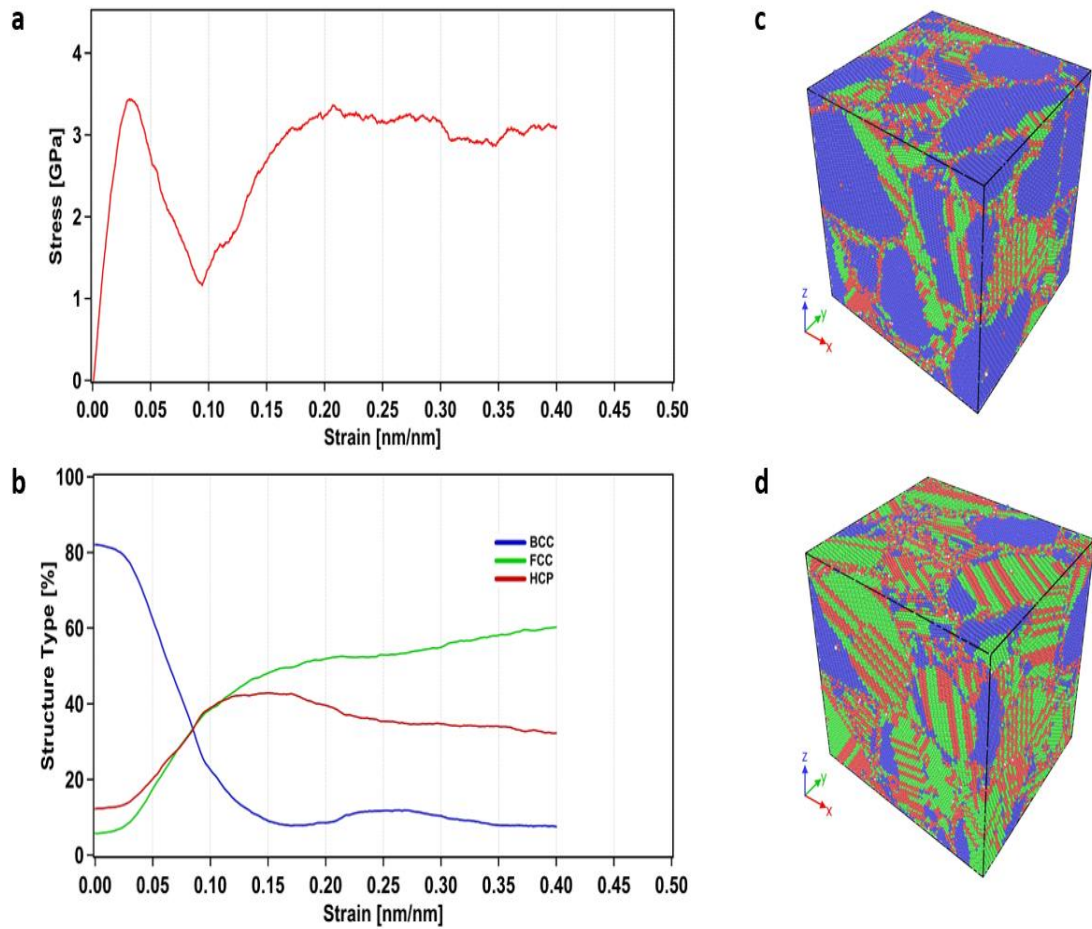 a
4
3
2
1
0
Stress [GPa]
0.00 0.05 0.10 0.15 0.20 0.25 0.30 0.35 0.40 0.45 0.50
Strain [nm/nm]
b
100
80
60
40
20
0
Structure Type [%]
BCC
FCC
HCP
0.00 0.05 0.10 0.15 0.20 0.25 0.30 0.35 0.40 0.45 0.50
Strain [nm/nm]
c
z
y
x
d
z
y
x